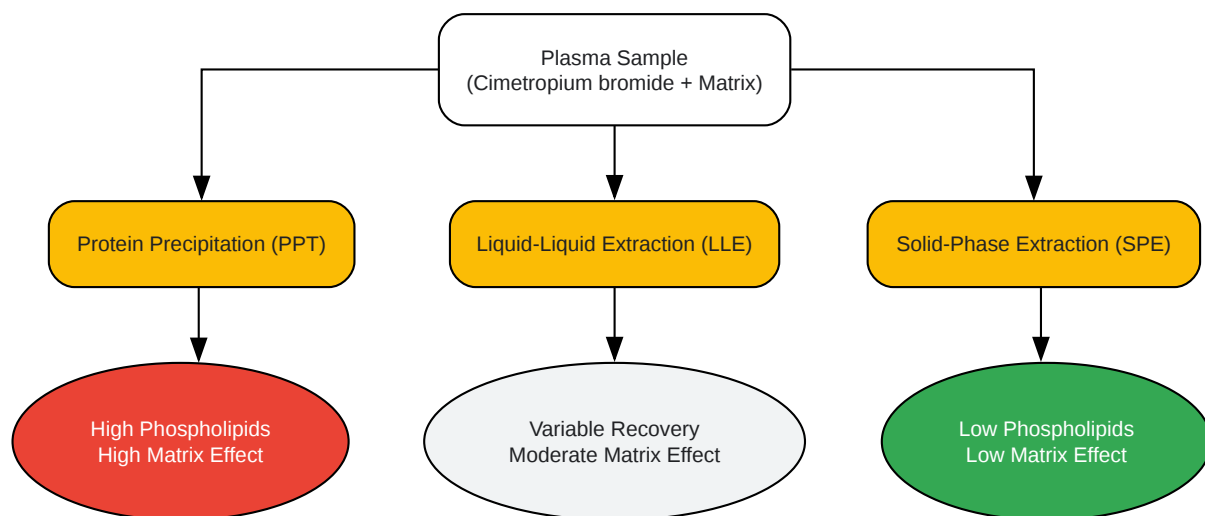 Plasma Sample
(Cimetropium bromide + Matrix)
Protein Precipitation (PPT)
Liquid-Liquid Extraction (LLE)
Solid-Phase Extraction (SPE)
High Phospholipids
High Matrix Effect
Variable Recovery
Moderate Matrix Effect
Low Phospholipids
Low Matrix Effect